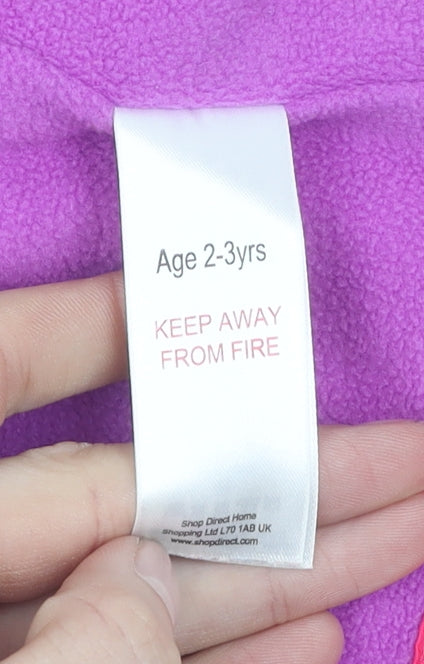 Age 2-3yrs
KEEP AWAY
FROM FIRE
Shop Direct Home
Shopping Ltd L70 1AB UK
www.shopdirect.com